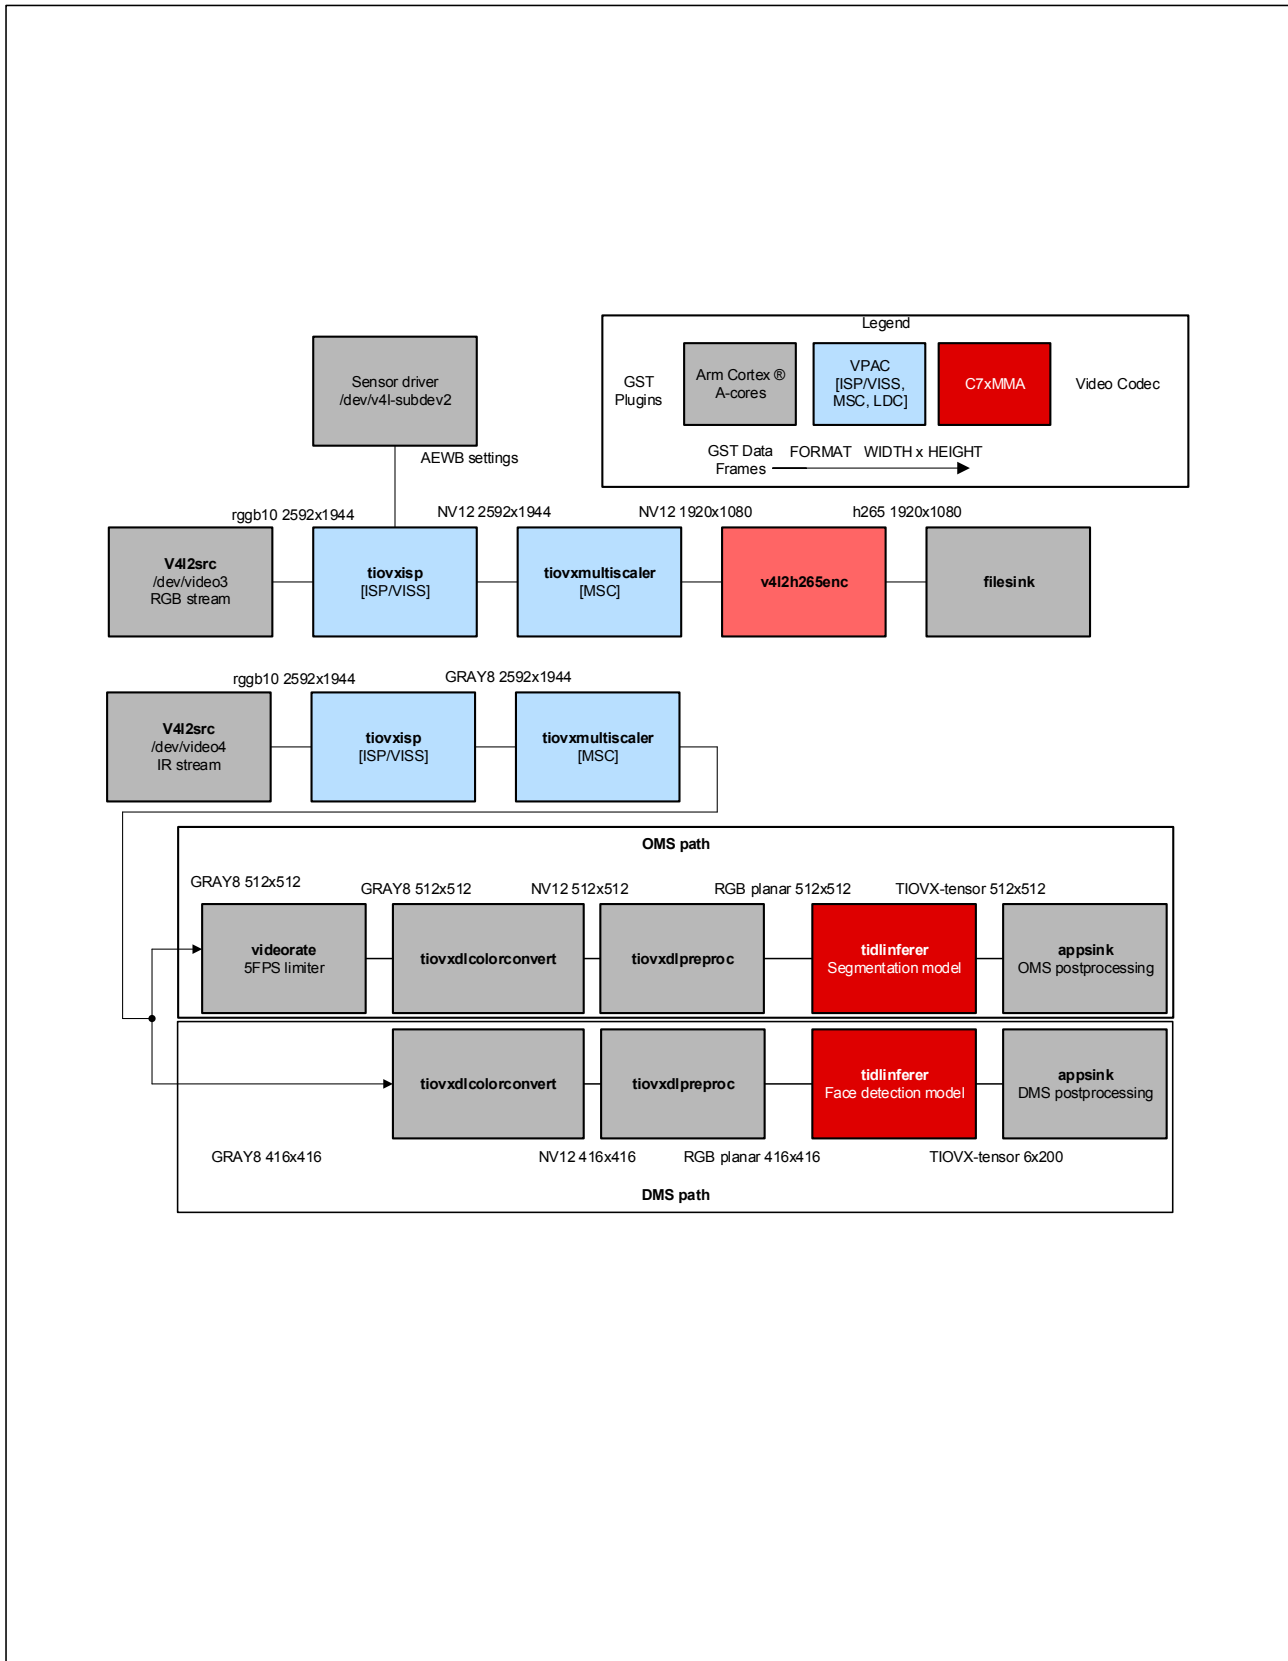 Legend
GST
Plugins
Arm Cortex ®
A-cores
VPAC
[ISP/VISS,
MSC, LDC]
C7xMMA
Video Codec
GST Data
Frames
FORMAT
WIDTH x HEIGHT
Sensor driver
/dev/v4l-subdev2
AEWB settings
rggb10 2592x1944
NV12 2592x1944
NV12 1920x1080
h265 1920x1080
V4l2src
/dev/video3
RGB stream
tiovxisp
[ISP/VISS]
tiovxmultiscaler
[MSC]
v4l2h265enc
filesink
rggb10 2592x1944
GRAY8 2592x1944
V4l2src
/dev/video4
IR stream
tiovxisp
[ISP/VISS]
tiovxmultiscaler
[MSC]
OMS path
GRAY8 512x512
GRAY8 512x512
NV12 512x512
RGB planar 512x512
TIOVX-tensor 512x512
videorate
5FPS limiter
tiovxdlcolorconvert
tiovxdlpreproc
tidlinferer
Segmentation model
appsink
OMS postprocessing
tiovxdlcolorconvert
tiovxdlpreproc
tidlinferer
Face detection model
appsink
DMS postprocessing
GRAY8 416x416
NV12 416x416
RGB planar 416x416
TIOVX-tensor 6x200
DMS path